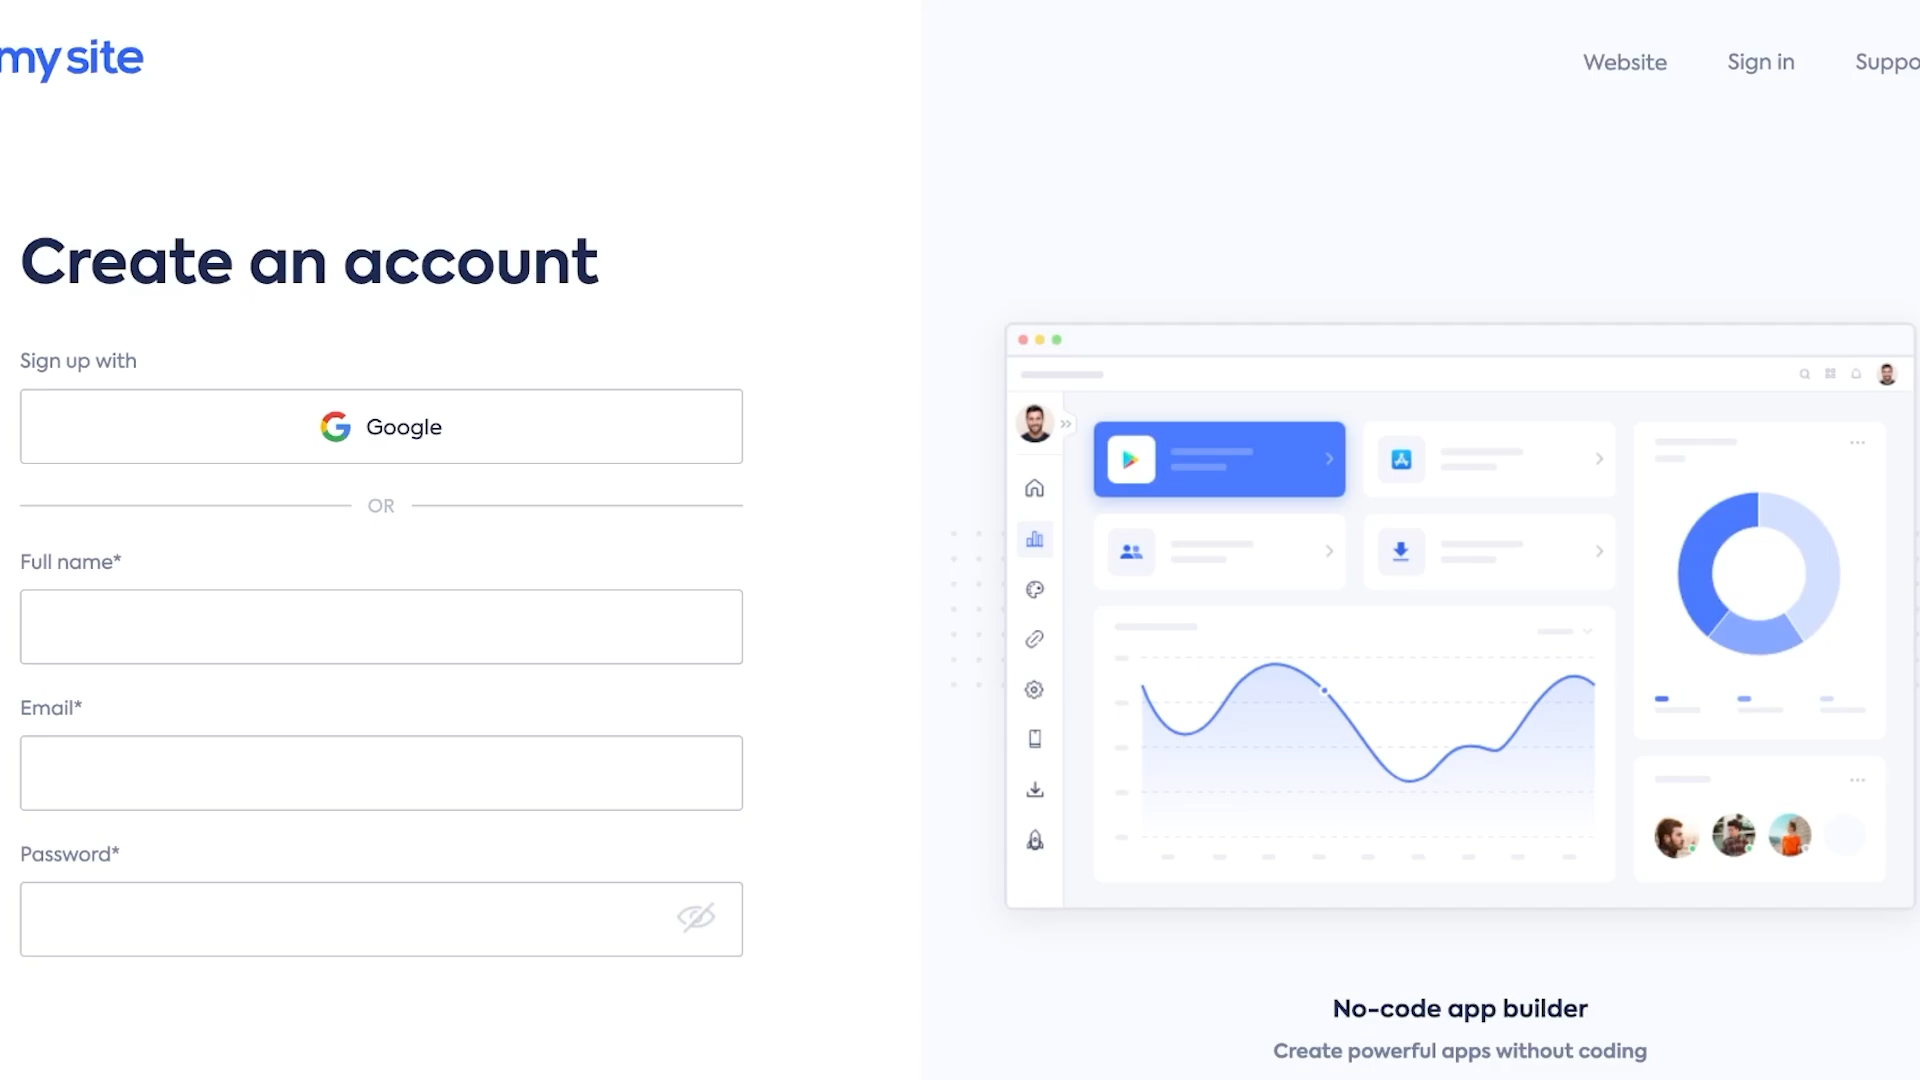 my site
Website
Sign in
Suppo
Create an account
Sign up with
Google
OR
Full name*
Email*
Password*
No-code app builder
Create powerful apps without coding